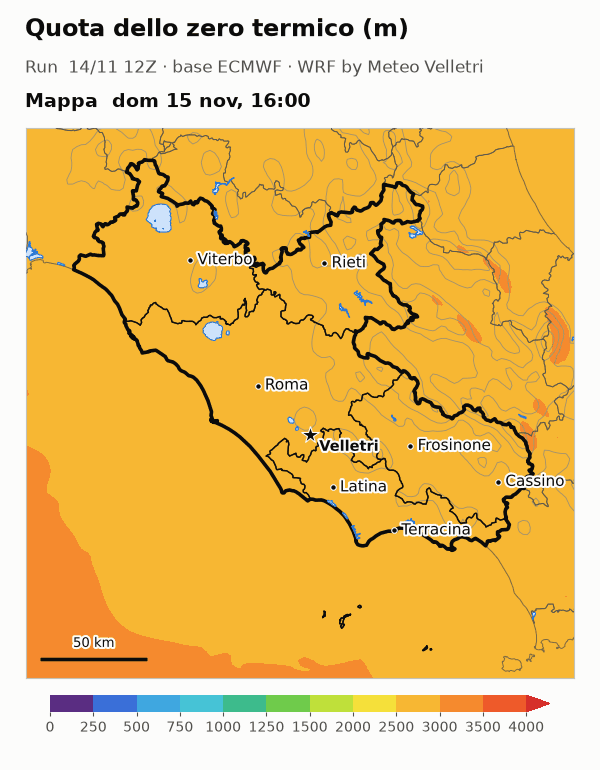 Quota dello zero termico (m)
Run 14/11 12Z · base ECMWF · WRF by Meteo Velletri
Mappa dom 15 nov, 16:00
Viterbo
Rieti
Roma
Velletri
Frosinone
Cassino
Latina
Terracina
50 km
0 250 500 750 1000 1250 1500 2000 2500 3000 3500 4000